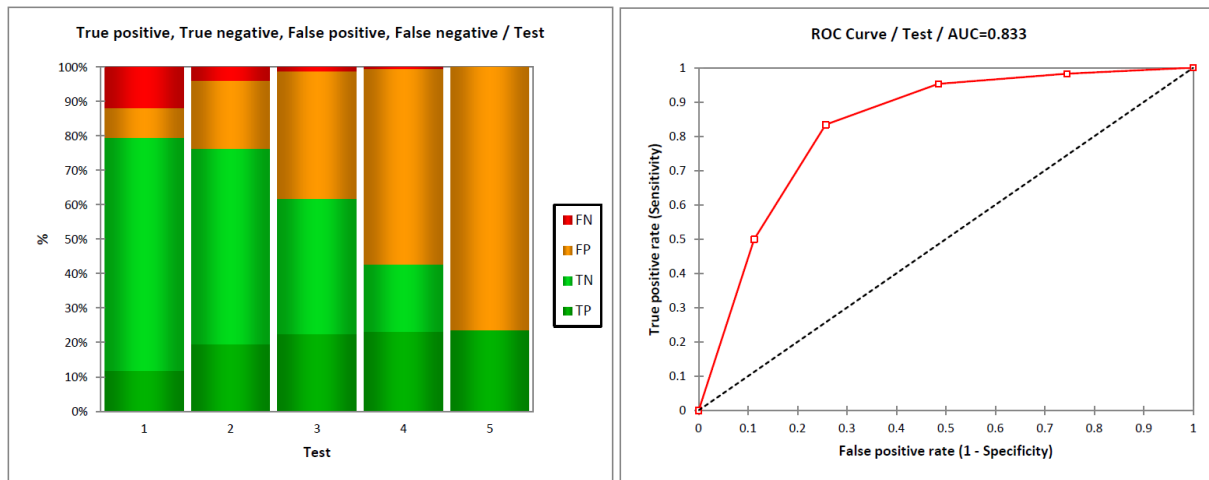 True positive, True negative, False positive, False negative / Test
100%
90%
80%
70%
60%
50%
40%
30%
20%
10%
0%
%
1 2 3 4 5
Test
FN
FP
TN
TP
ROC Curve / Test / AUC=0.833
1
0.9
0.8
0.7
0.6
0.5
0.4
0.3
0.2
0.1
0
True positive rate (Sensitivity)
0 0.1 0.2 0.3 0.4 0.5 0.6 0.7 0.8 0.9 1
False positive rate (1 - Specificity)